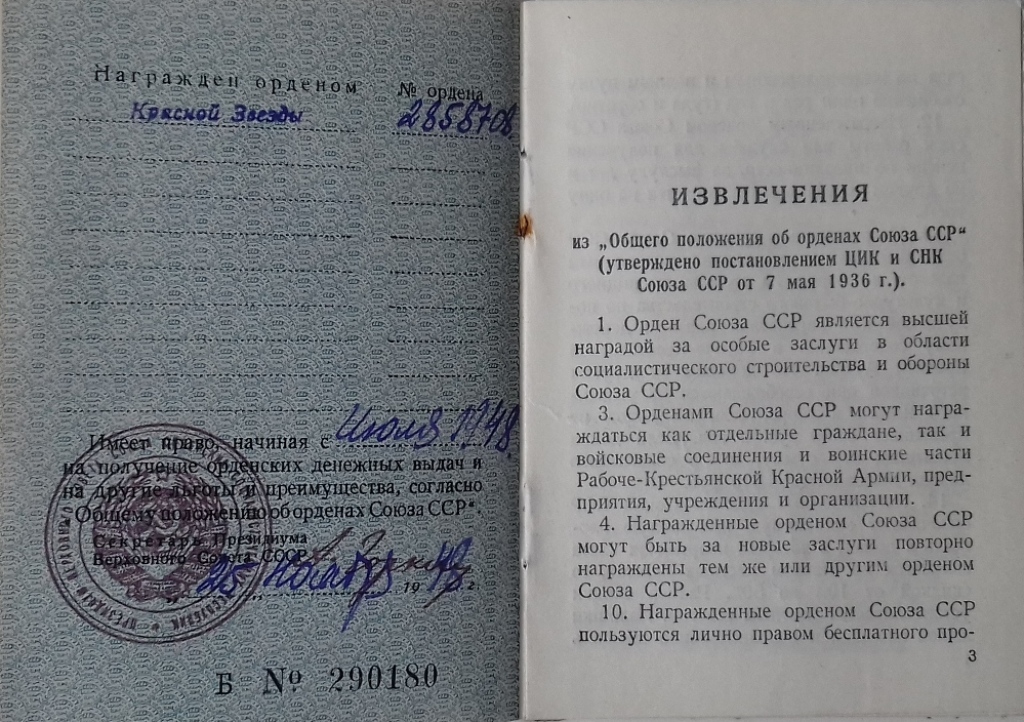 Награжден орденом
№ ордена
Красной Звезды
2858708
Июля 1948
Имеет право, начиная с
на получение орденских денежных выдач и
на другие льготы и преимущества, согласно
„Общему положению об орденах Союза ССР“.
Секретарь Президиума
Верховного Совета СССР
25 ноября 1948 г.
Б № 290180
ИЗВЛЕЧЕНИЯ
из „Общего положения об орденах Союза ССР“
(утверждено постановлением ЦИК и СНК
Союза ССР от 7 мая 1936 г.).
1. Орден Союза ССР является высшей
наградой за особые заслуги в области
социалистического строительства и обороны
Союза ССР.
3. Орденами Союза ССР могут награ-
ждаться как отдельные граждане, так и
войсковые соединения и воинские части
Рабоче-Крестьянской Красной Армии, пред-
приятия, учреждения и организации.
4. Награжденные орденом Союза ССР
могут быть за новые заслуги повторно
награждены тем же или другим орденом
Союза ССР.
10. Награжденные орденом Союза ССР
пользуются лично правом бесплатного про-
3